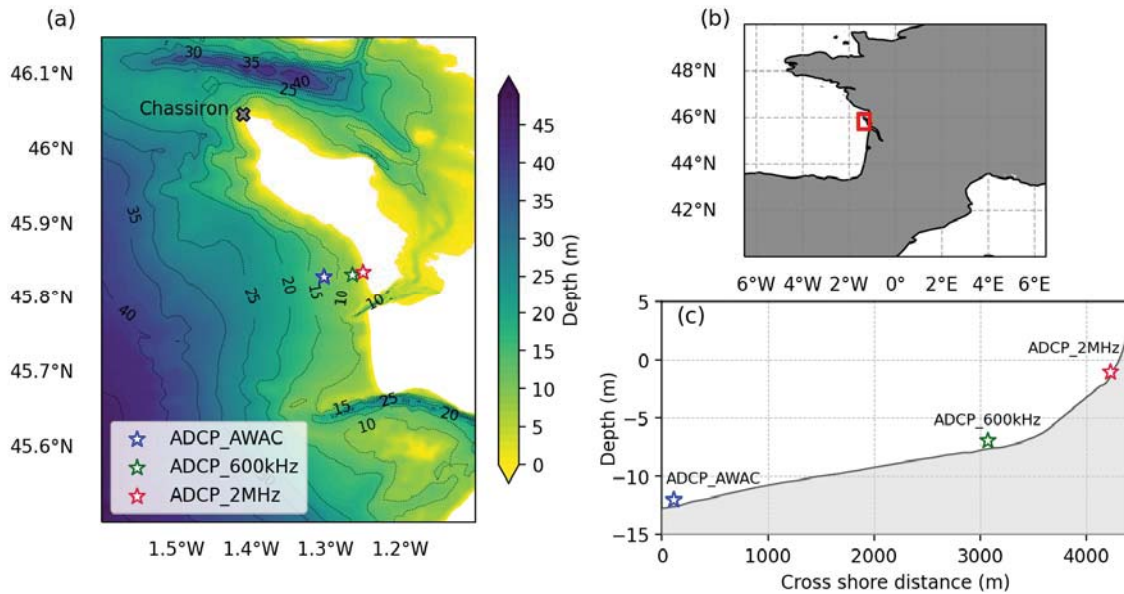 (a)
46.1°N
46°N
45.9°N
45.8°N
45.7°N
45.6°N
1.5°W 1.4°W 1.3°W 1.2°W
Chassiron
30
35
40
25
35
40
25
20
15
10
10
15
25
20
10
ADCP_AWAC
ADCP_600kHz
ADCP_2MHz
45
40
35
30
25
20
15
10
5
0
Depth (m)
(b)
48°N
46°N
44°N
42°N
6°W 4°W 2°W 0° 2°E 4°E 6°E
(c)
5
0
−5
−10
−15
Depth (m)
ADCP_2MHz
ADCP_600kHz
ADCP_AWAC
0 1000 2000 3000 4000
Cross shore distance (m)